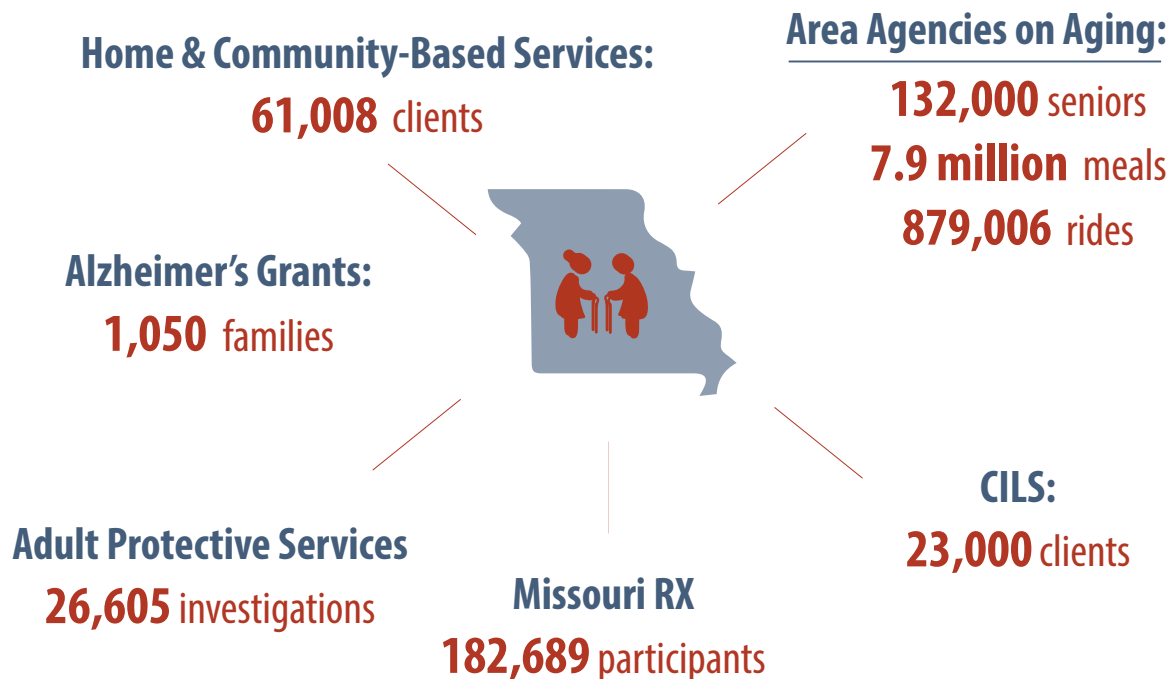 Home & Community-Based Services:
61,008 clients
Area Agencies on Aging:
132,000 seniors
7.9 million meals
879,006 rides
Alzheimer’s Grants:
1,050 families
CILS:
23,000 clients
Adult Protective Services
26,605 investigations
Missouri RX
182,689 participants